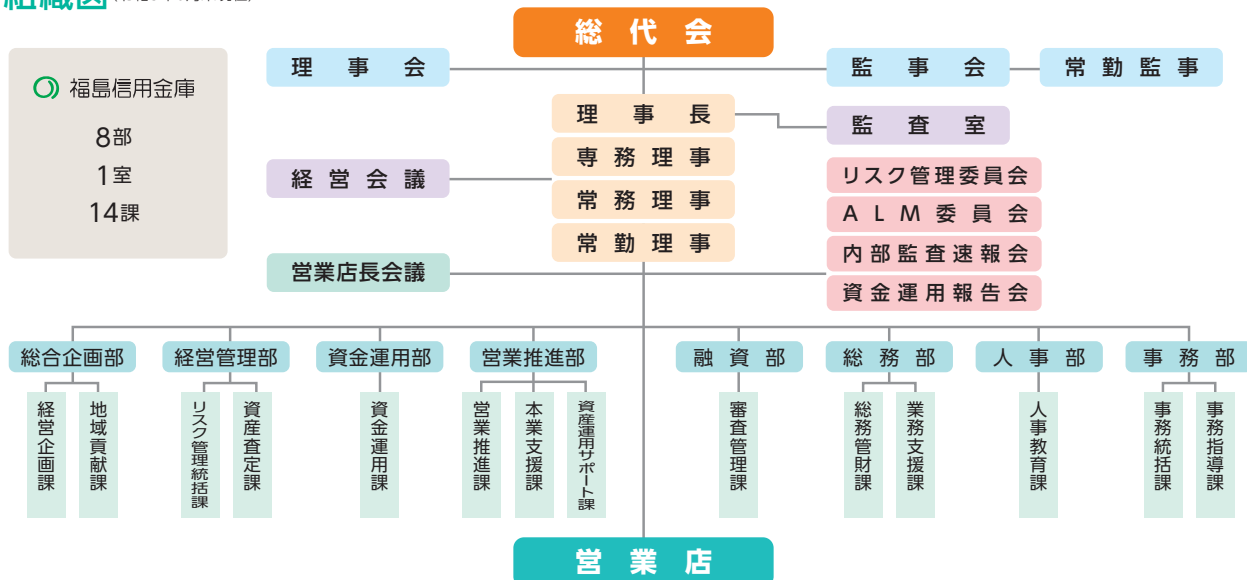 組織図
総代会
理事会
監事会
常勤監事
福島信用金庫
8部
1室
14課
理事長
専務理事
常務理事
常勤理事
監査室
経営会議
リスク管理委員会
ALM委員会
内部監査速報会
資金運用報告会
営業店長会議
総合企画部
経営管理部
資金運用部
営業推進部
融資部
総務部
人事部
事務部
経営企画課
地域貢献課
リスク管理統括課
資産査定課
資金運用課
営業推進課
本業支援課
資産運用サポート課
審査管理課
総務管財課
業務支援課
人事教育課
事務統括課
事務指導課
営業店